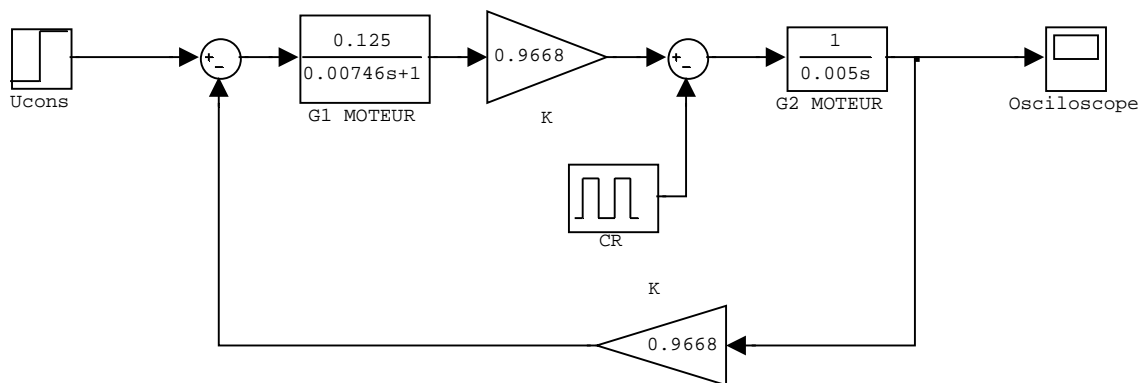 Ucons
+
-
0.125
0.00746s+1
G1 MOTEUR
0.9668
K
+
-
1
0.005s
G2 MOTEUR
Osciloscope
CR
K
0.9668